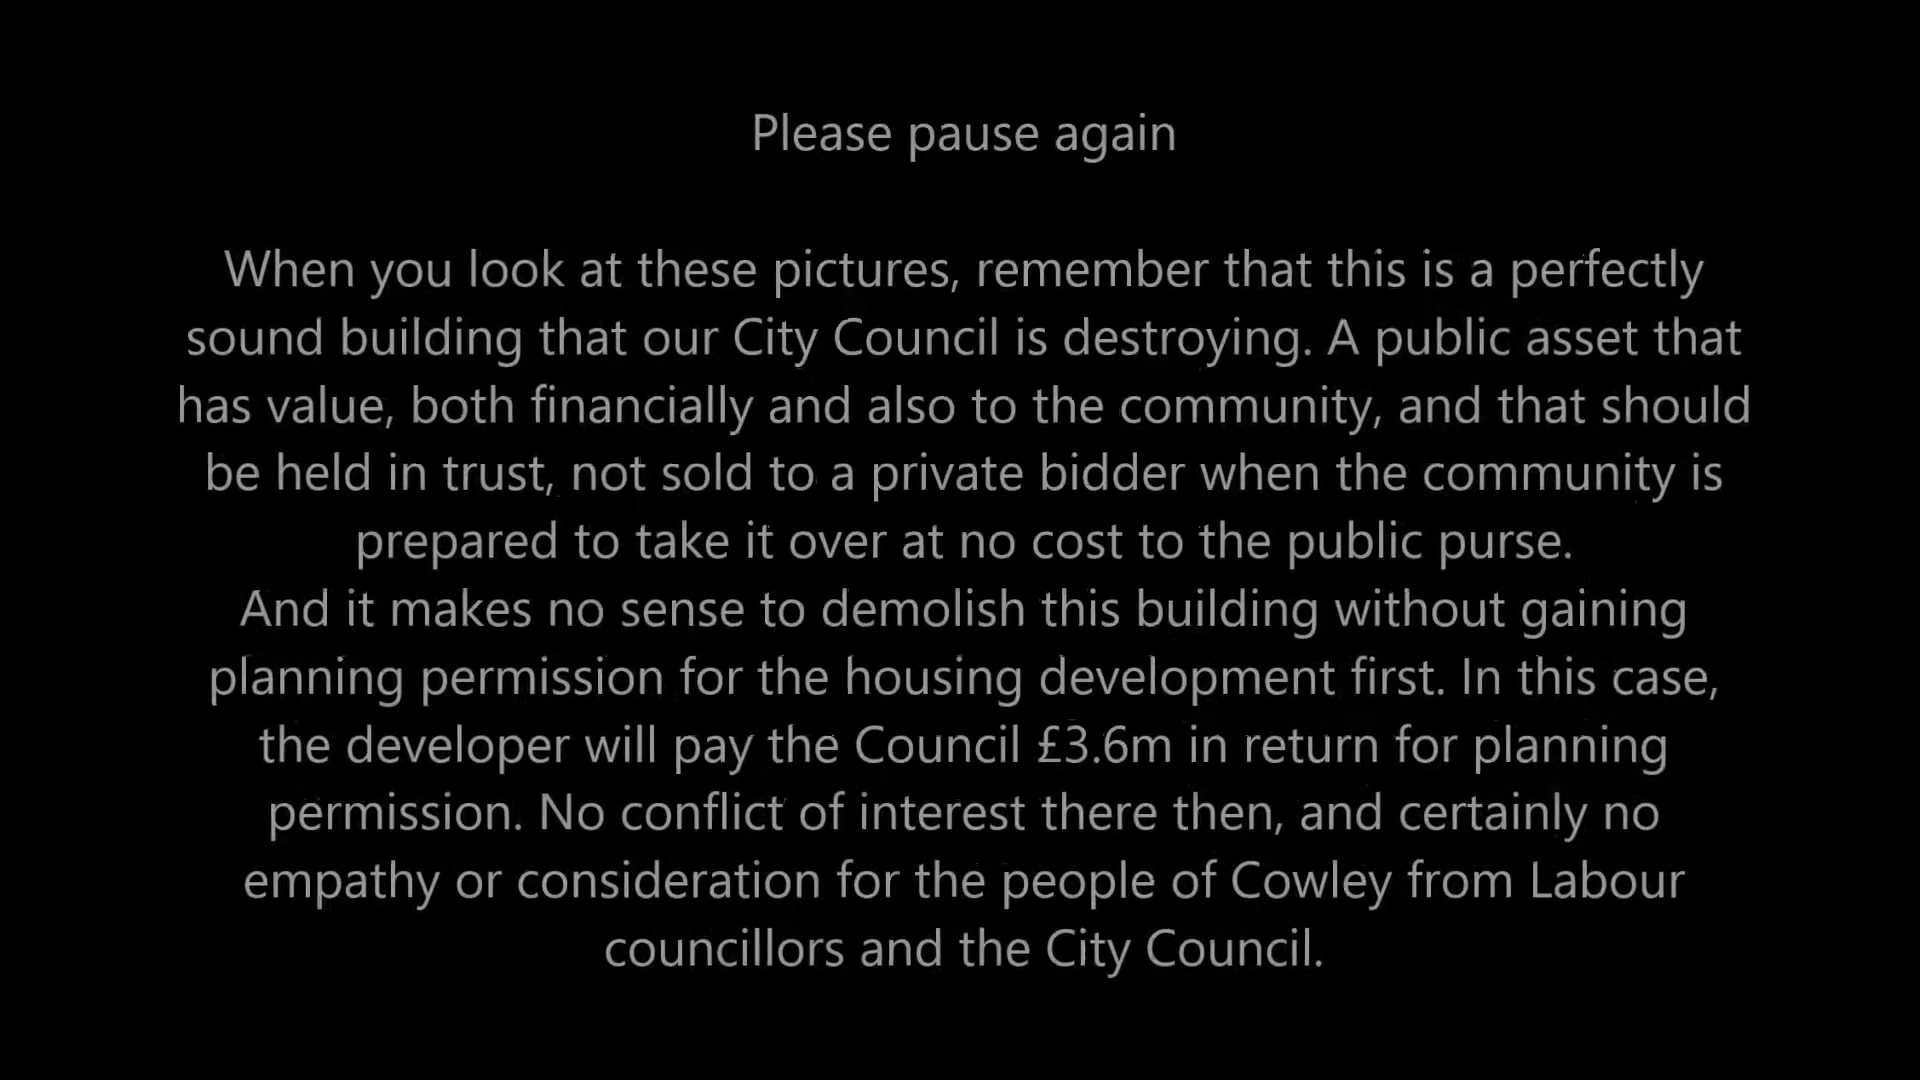 Please pause again
When you look at these pictures, remember that this is a perfectly
sound building that our City Council is destroying. A public asset that
has value, both financially and also to the community, and that should
be held in trust, not sold to a private bidder when the community is
prepared to take it over at no cost to the public purse.
And it makes no sense to demolish this building without gaining
planning permission for the housing development first. In this case,
the developer will pay the Council £3.6m in return for planning
permission. No conflict of interest there then, and certainly no
empathy or consideration for the people of Cowley from Labour
councillors and the City Council.